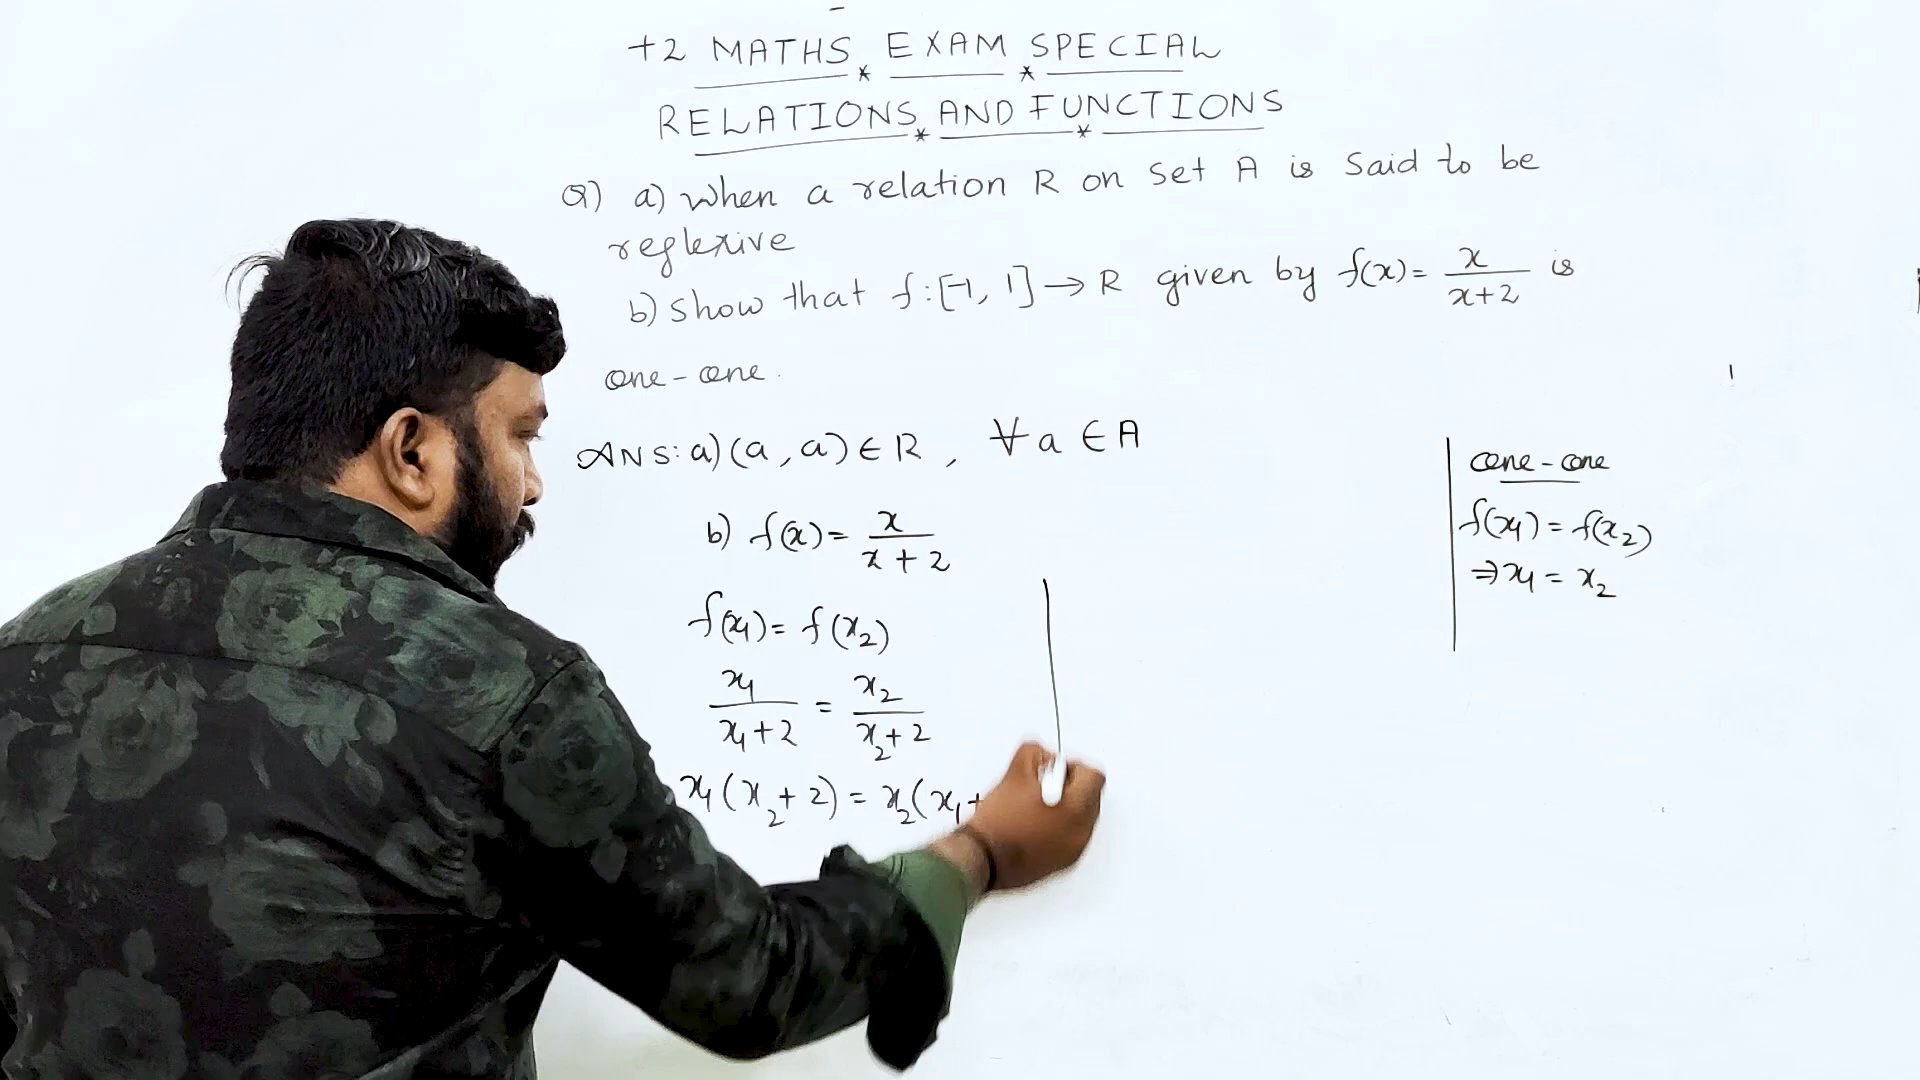 +2 MATHS EXAM SPECIAL
RELATIONS AND FUNCTIONS
Q) a) when a relation R on set A is said to be
reflexive
b) show that f:[-1, 1]→R given by f(x)= x/(x+2) is
one-one.
ANS: a)(a, a) ∈ R, ∀ a ∈ A
b) f(x)= x/(x+2)
f(x₁)= f(x₂)
x₁/(x₁+2) = x₂/(x₂+2)
x₁(x₂+2) = x₂(x₁+
one-one
f(x₁)= f(x₂)
⇒x₁ = x₂